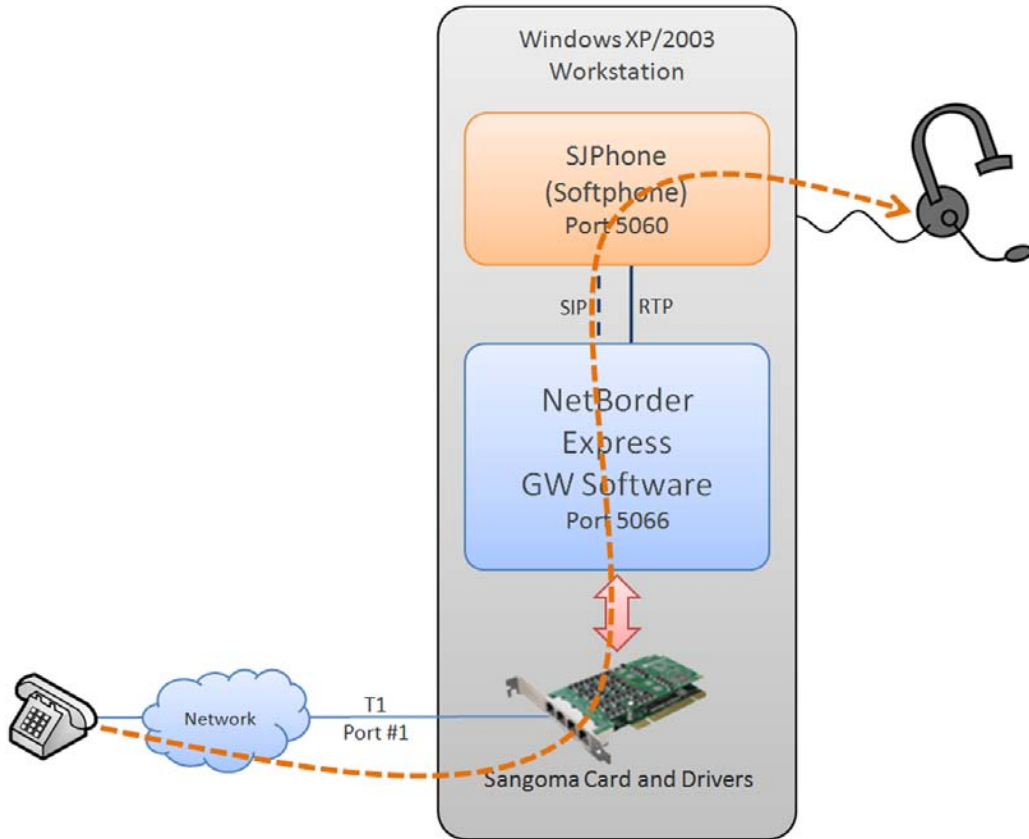 Windows XP/2003
Workstation
SJPhone
(Softphone)
Port 5060
SIP
RTP
NetBorder
Express
GW Software
Port 5066
Network
T1
Port #1
Sangoma Card and Drivers